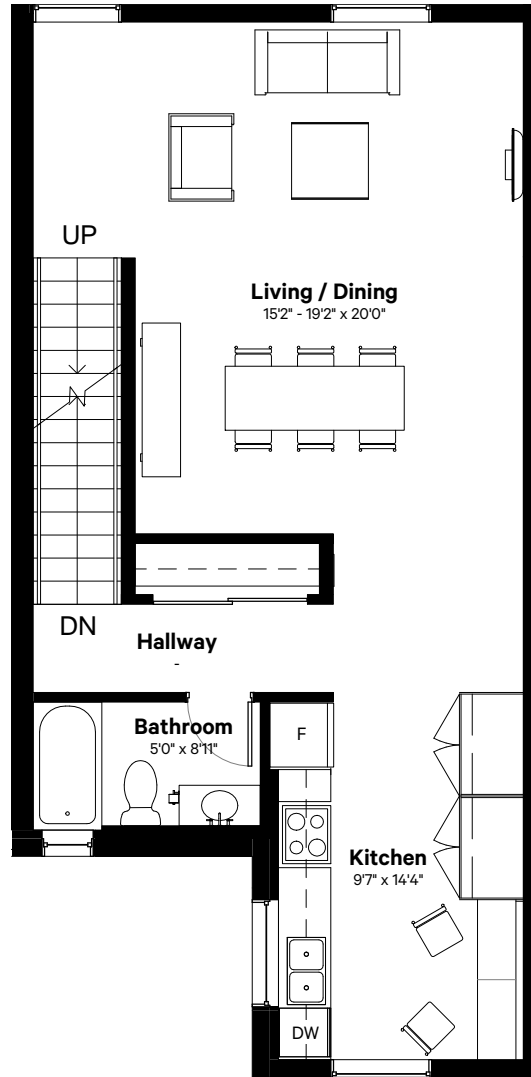 UP
Living / Dining
15'2" - 19'2" x 20'0"
DN
Hallway
-
Bathroom
5'0" x 8'11"
F
Kitchen
9'7" x 14'4"
DW